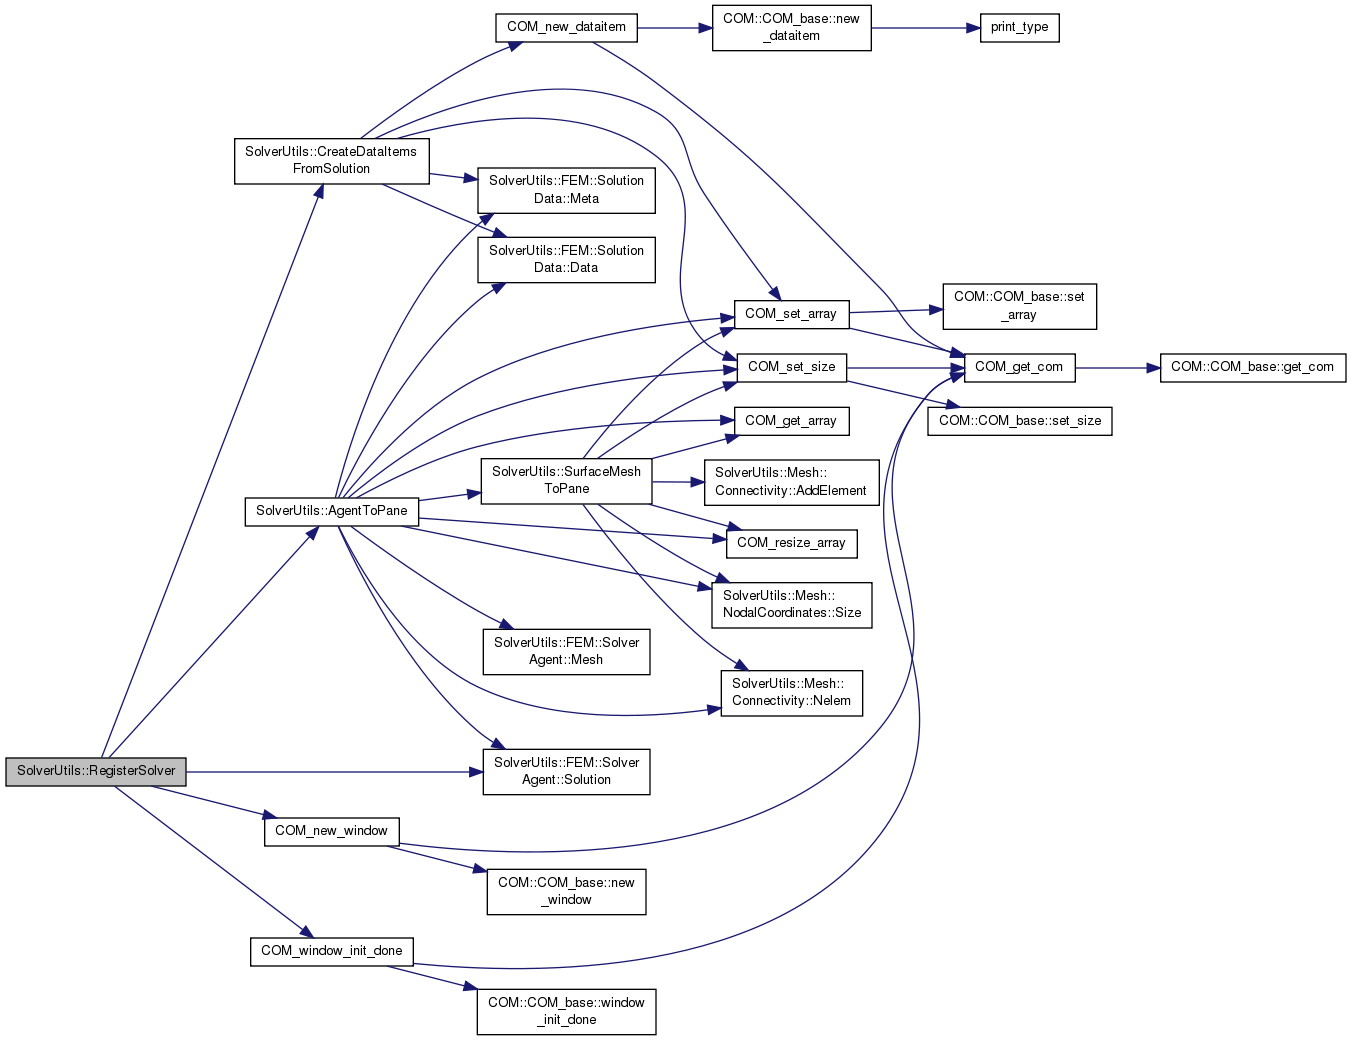 COM_new_dataitem
COM::COM_base::new
_dataitem
print_type
SolverUtils::CreateDataItems
FromSolution
SolverUtils::FEM::Solution
Data::Meta
SolverUtils::FEM::Solution
Data::Data
COM_set_array
COM::COM_base::set
_array
COM_set_size
COM_get_com
COM::COM_base::get_com
COM_get_array
COM::COM_base::set_size
SolverUtils::SurfaceMesh
ToPane
SolverUtils::Mesh::
Connectivity::AddElement
SolverUtils::AgentToPane
COM_resize_array
SolverUtils::Mesh::
NodalCoordinates::Size
SolverUtils::FEM::Solver
Agent::Mesh
SolverUtils::Mesh::
Connectivity::Nelem
SolverUtils::RegisterSolver
SolverUtils::FEM::Solver
Agent::Solution
COM_new_window
COM::COM_base::new
_window
COM_window_init_done
COM::COM_base::window
_init_done